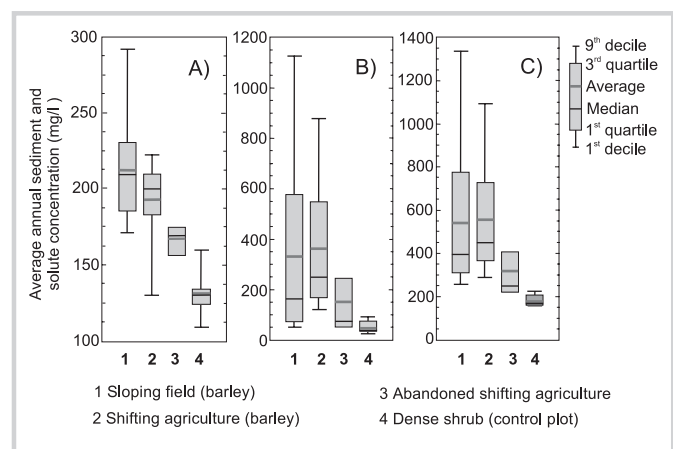 Average annual sediment and
solute concentration (mg/l)
300
250
200
150
100
A)
1 2 3 4
1200
1000
800
600
400
200
0
B)
1 2 3 4
1400
1200
1000
800
600
400
200
0
C)
1 2 3 4
9th decile
3rd quartile
Average
Median
1st quartile
1st decile
1 Sloping field (barley)
2 Shifting agriculture (barley)
3 Abandoned shifting agriculture
4 Dense shrub (control plot)